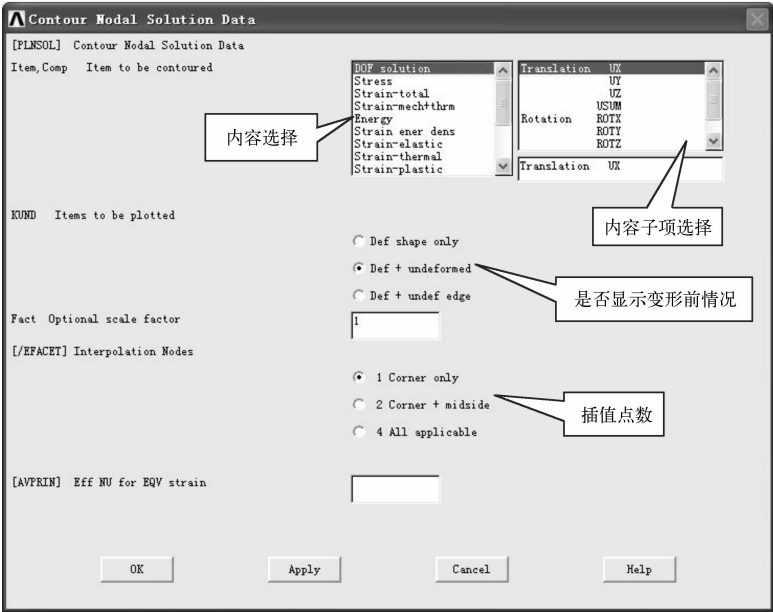 Contour Nodal Solution Data
[PLNSOL] Contour Nodal Solution Data
Item,Comp Item to be contoured
DOF solution
Stress
Strain-total
Strain-mech+thrm
Energy
Strain ener dens
Strain-elastic
Strain-thermal
Strain-plastic
Translation UX
UY
UZ
USUM
Rotation ROTX
ROTY
ROTZ
Translation UX
内容选择
内容子项选择
KUND Items to be plotted
Def shape only
Def + undeformed
Def + undef edge
是否显示变形前情况
Fact Optional scale factor
1
[/EFACET] Interpolation Nodes
1 Corner only
2 Corner + midside
4 All applicable
插值点数
[AVPRIN] Eff NU for EQV strain
OK
Apply
Cancel
Help